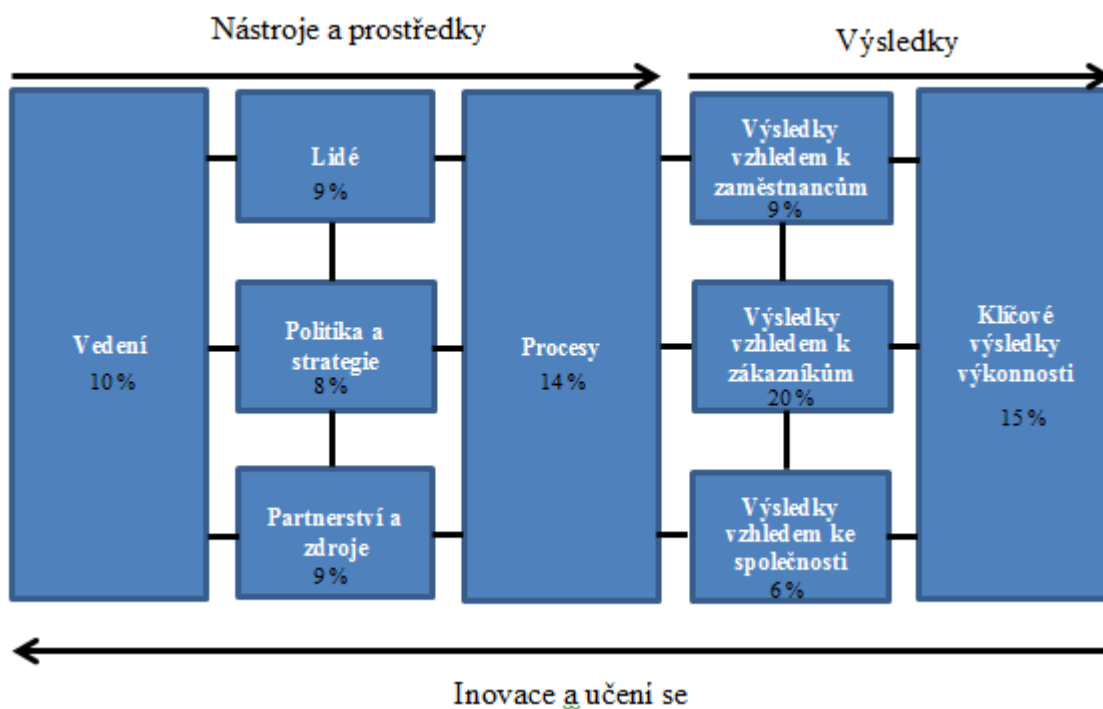 Nástroje a prostředky
Výsledky
Vedení
10 %
Lidé
9 %
Politika a
strategie
8 %
Partnerství a
zdroje
9 %
Procesy
14 %
Výsledky
vzhledem k
zaměstnancům
9 %
Výsledky
vzhledem k
zákazníkům
20 %
Výsledky
vzhledem ke
společnosti
6 %
Klíčové
výsledky
výkonnosti
15 %
Inovace a učení se